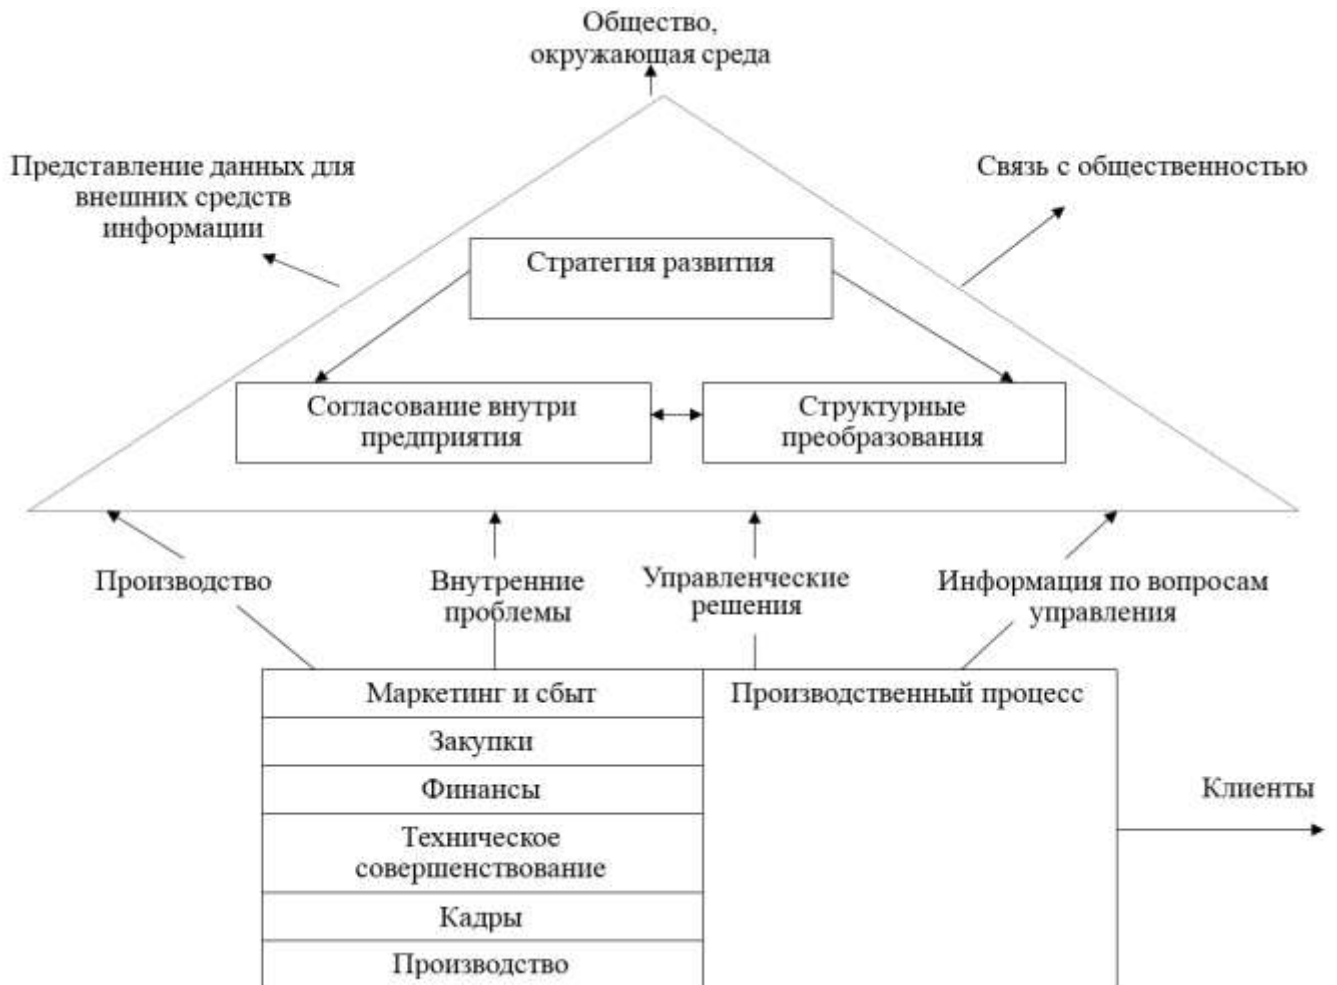 Общество,
окружающая среда
Представление данных для
внешних средств
информации
Связь с общественностью
Стратегия развития
Согласование внутри
предприятия
Структурные
преобразования
Производство
Внутренние
проблемы
Управленческие
решения
Информация по вопросам
управления
Маркетинг и сбыт
Производственный процесс
Закупки
Финансы
Клиенты
Техническое
совершенствование
Кадры
Производство